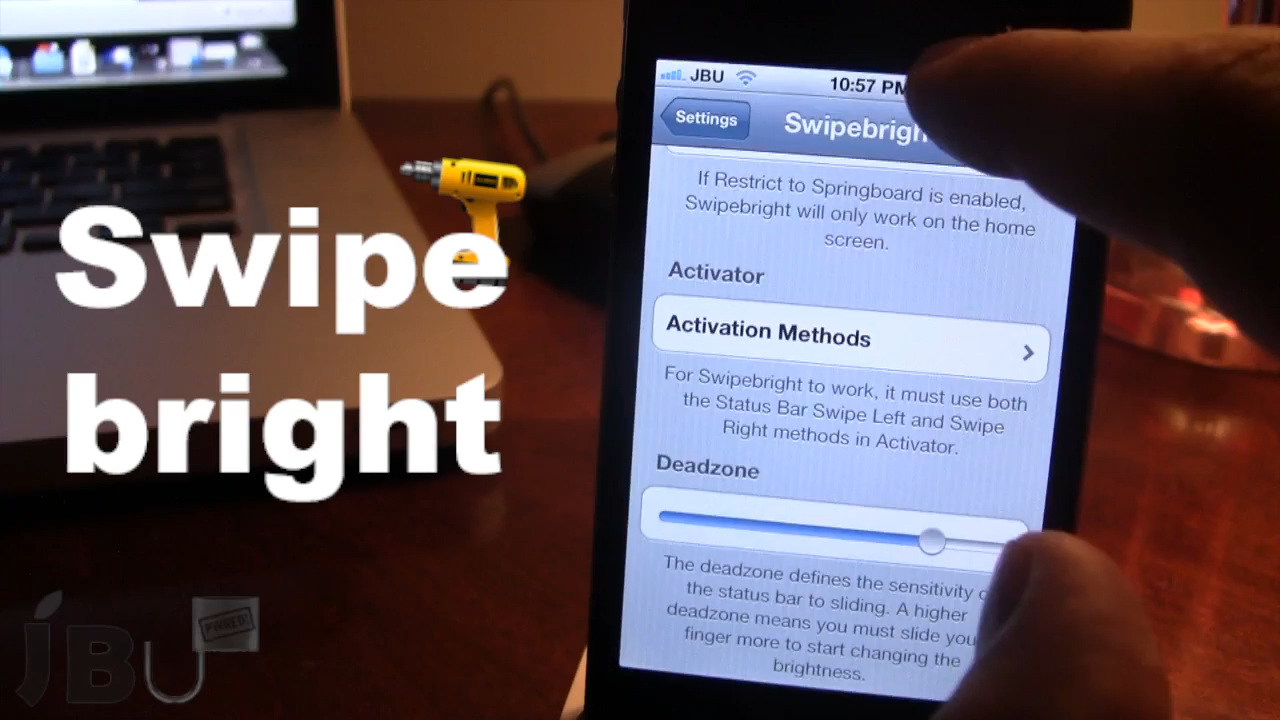 JBU
10:57 PM
Settings
Swipebrigh
If Restrict to Springboard is enabled,
Swipebright will only work on the home
screen.
Activator
Activation Methods
For Swipebright to work, it must use both
the Status Bar Swipe Left and Swipe
Right methods in Activator.
Deadzone
The deadzone defines the sensitivity
the status bar to sliding. A higher
deadzone means you must slide you
finger more to start changing the
brightness.
Swipe
bright
JBU
PWNED!